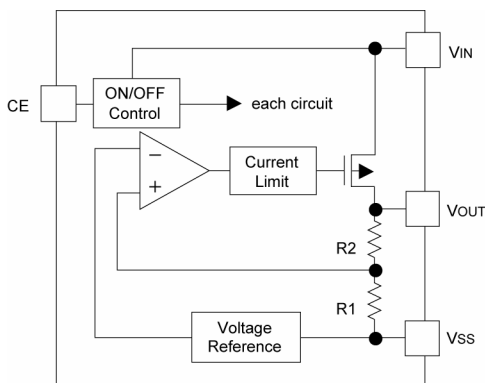 VIN
ON/OFF
Control
CE
each circuit
−
+
Current
Limit
VOUT
R2
R1
Voltage
Reference
VSS